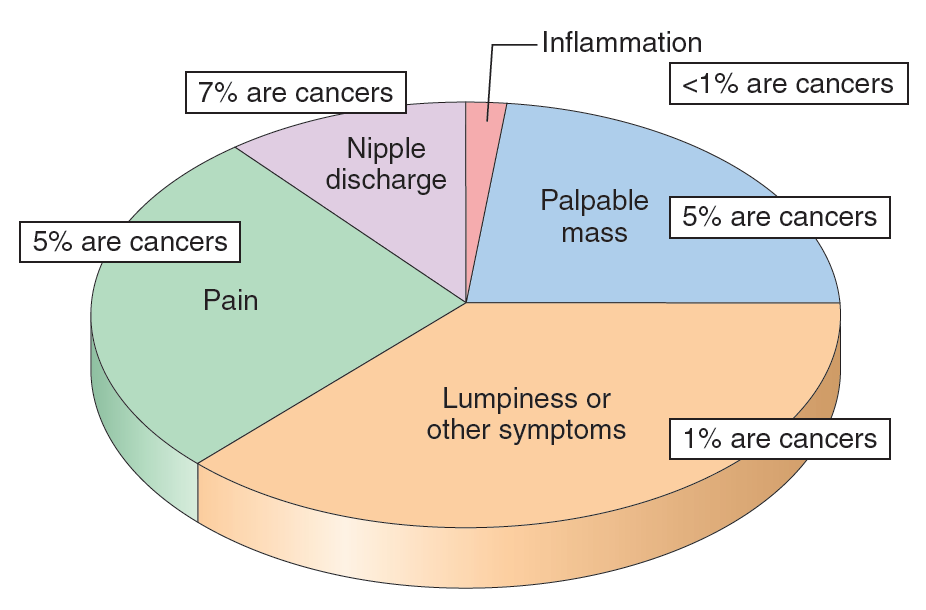 Inflammation
<1% are cancers
7% are cancers
Nipple
discharge
Palpable
mass
5% are cancers
5% are cancers
Pain
Lumpiness or
other symptoms
1% are cancers